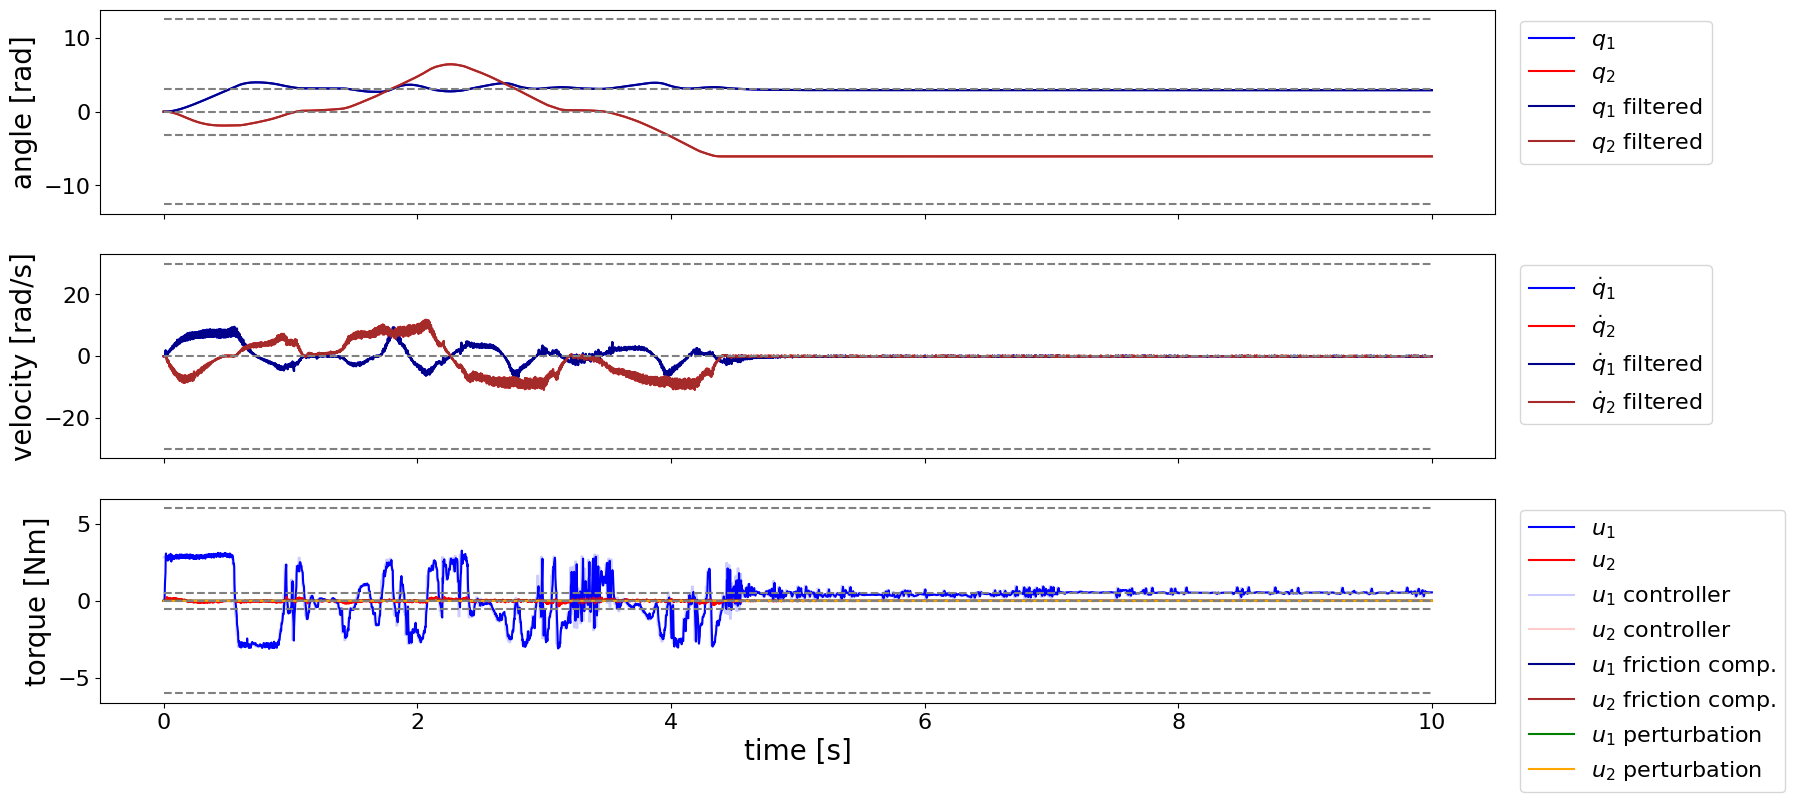 angle [rad]
10
0
−10
q₁
q₂
q₁ filtered
q₂ filtered
velocity [rad/s]
20
0
−20
q̇₁
q̇₂
q̇₁ filtered
q̇₂ filtered
torque [Nm]
5
0
−5
0 2 4 6 8 10
time [s]
u₁
u₂
u₁ controller
u₂ controller
u₁ friction comp.
u₂ friction comp.
u₁ perturbation
u₂ perturbation